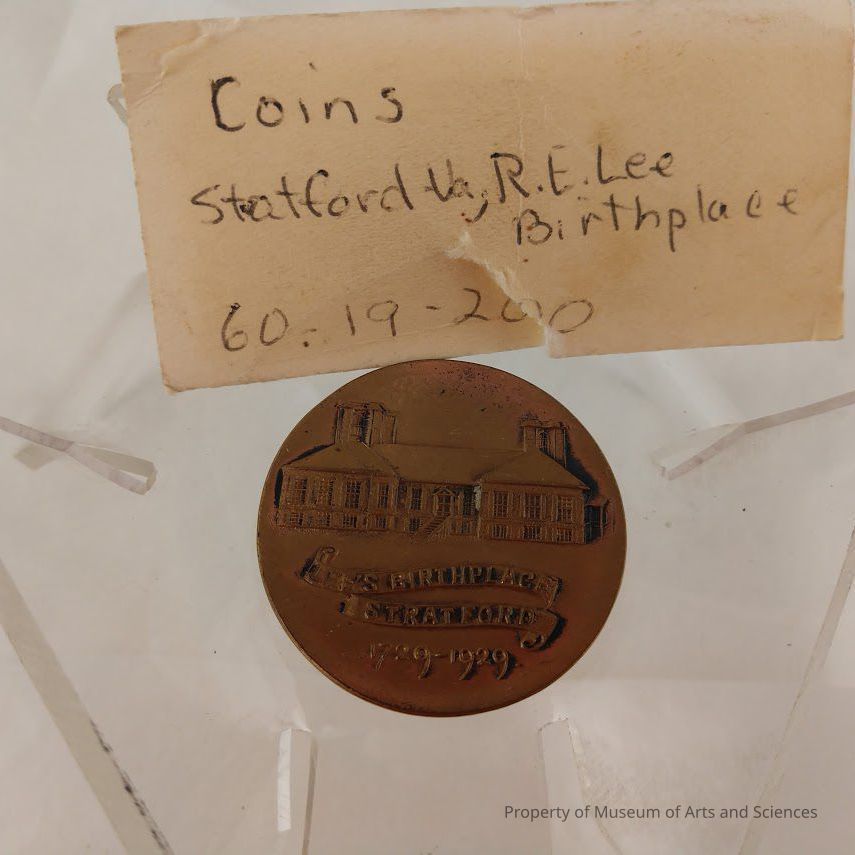 Coins
Statford Va, R.E. Lee
Birthplace
60.-19-200
LEE'S BIRTHPLACE
STRATFORD
1729-1929
Property of Museum of Arts and Sciences